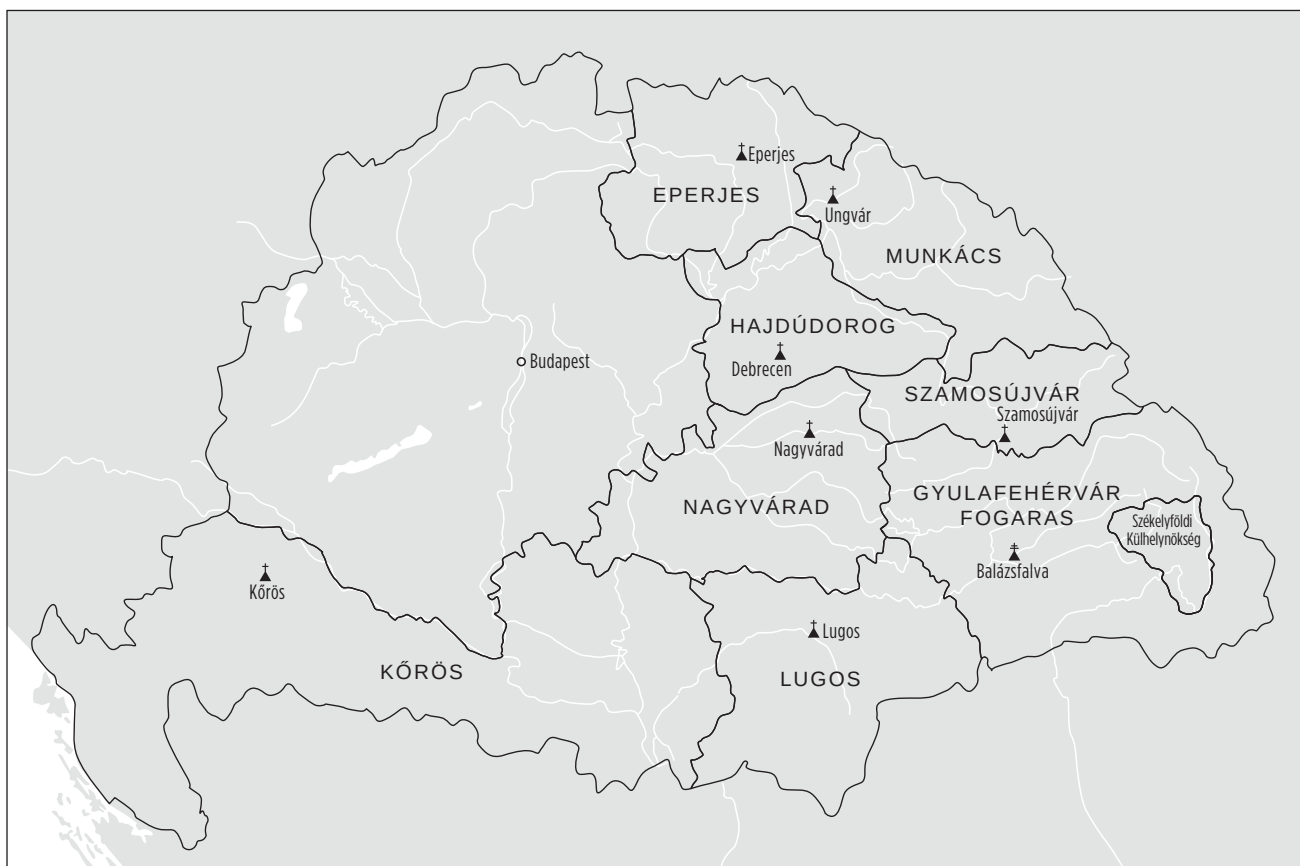 Eperjes
EPERJES
Ungvár
MUNKÁCS
HAJDÚDOROG
Debrecen
Budapest
SZAMOSÚJVÁR
Szamosújvár
Nagyvárad
NAGYVÁRAD
GYULAFEHÉRVÁR
FOGARAS
Székelyföldi
Külhelynökség
Balázsfalva
Kőrös
KŐRÖS
Lugos
LUGOS